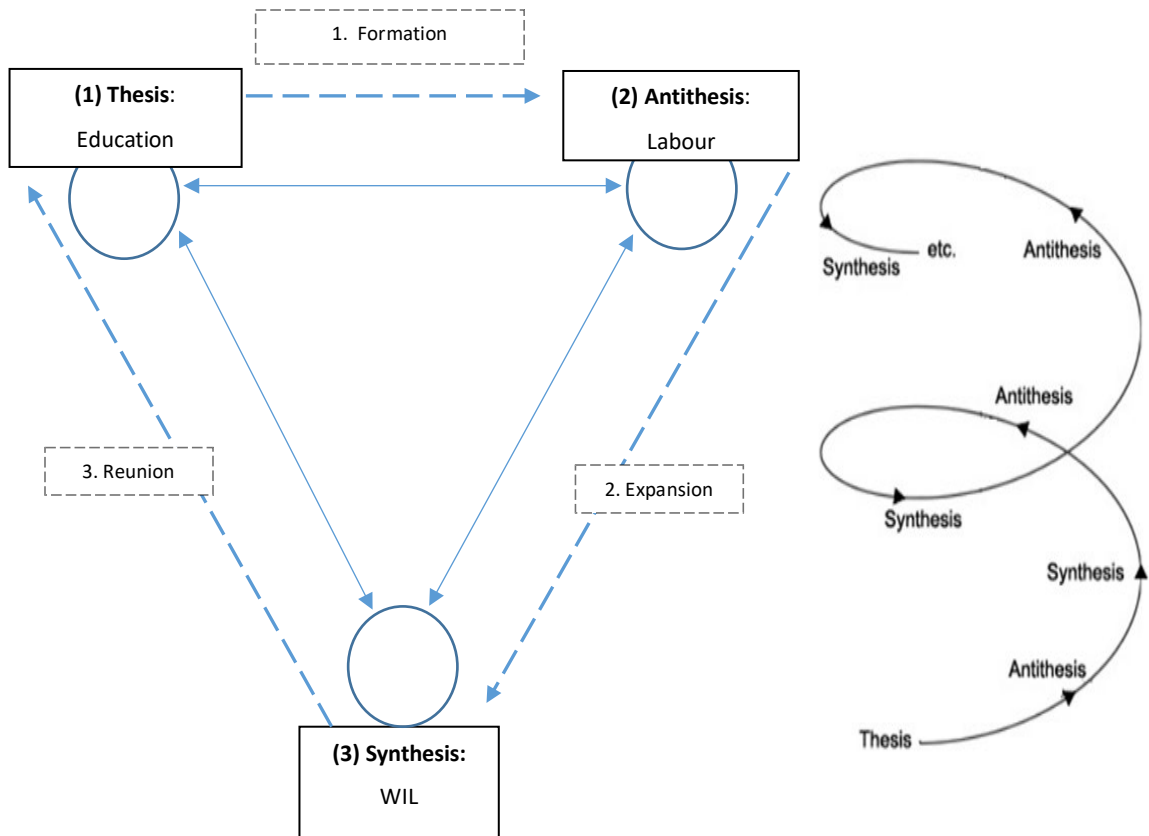 1. Formation
(1) Thesis:
Education
(2) Antithesis:
Labour
3. Reunion
2. Expansion
(3) Synthesis:
WIL
etc.
Antithesis
Synthesis
Antithesis
Synthesis
Synthesis
Antithesis
Thesis